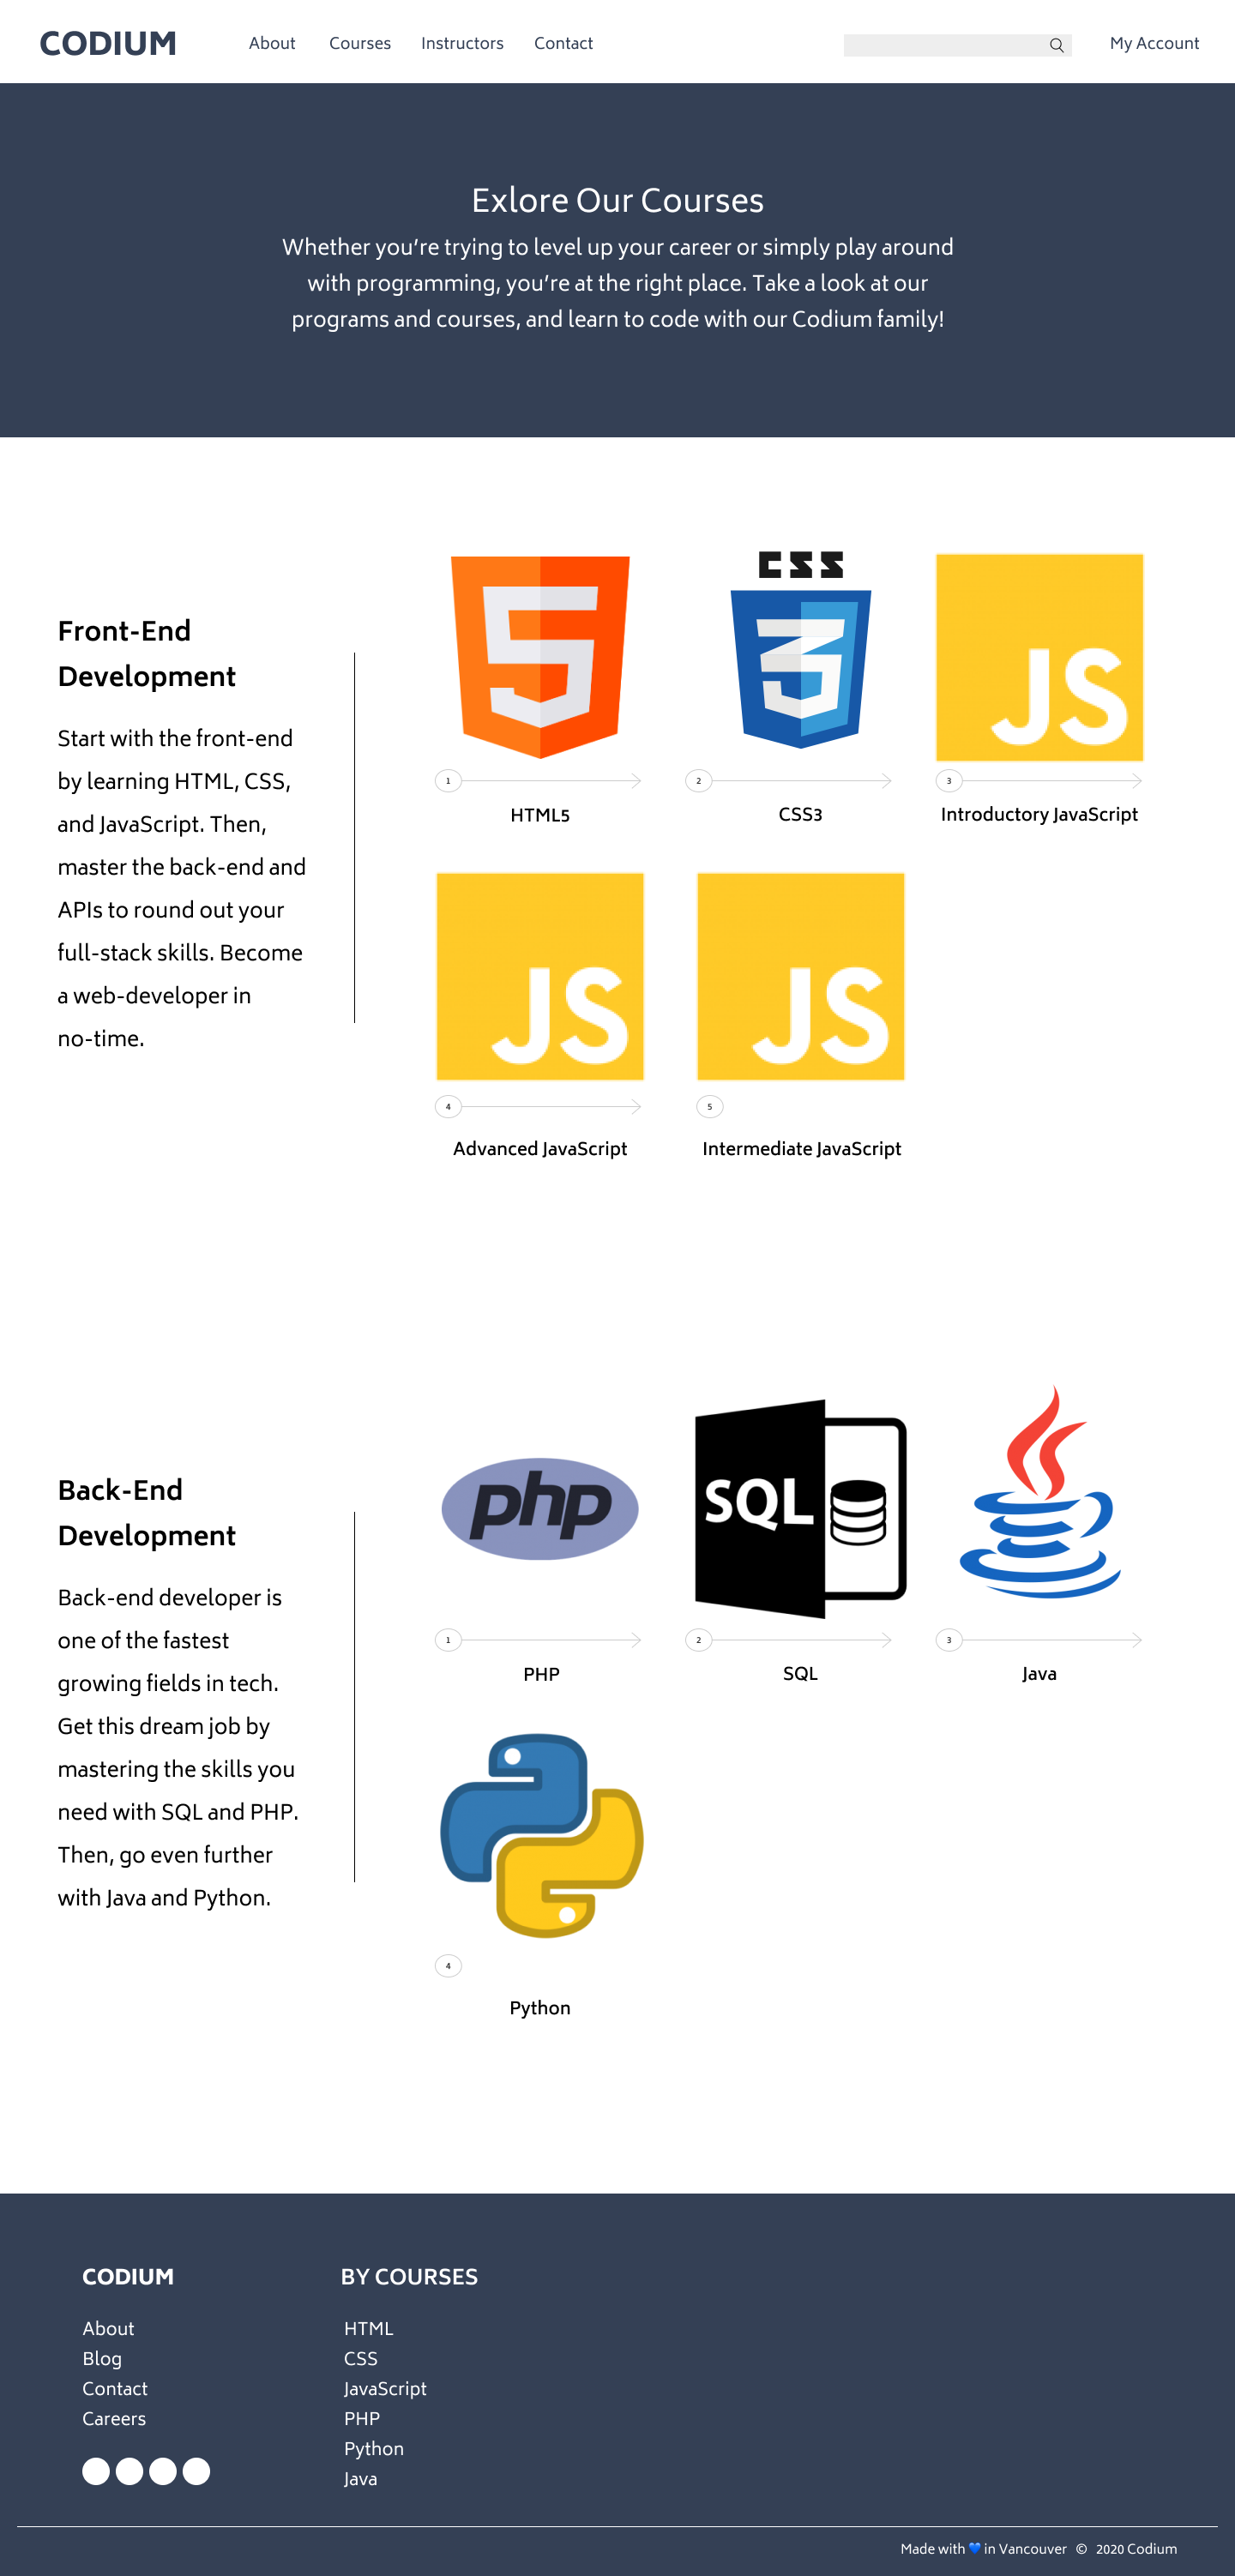 CODIUM
About Courses Instructors Contact
My Account
Exlore Our Courses
Whether you’re trying to level up your career or simply play around
with programming, you’re at the right place. Take a look at our
programs and courses, and learn to code with our Codium family!
Front-End
Development
Start with the front-end
by learning HTML, CSS,
and JavaScript. Then,
master the back-end and
APIs to round out your
full-stack skills. Become
a web-developer in
no-time.
5
CSS
3
JS
1
2
3
HTML5
CSS3
Introductory JavaScript
JS
JS
4
5
Advanced JavaScript
Intermediate JavaScript
Back-End
Development
Back-end developer is
one of the fastest
growing fields in tech.
Get this dream job by
mastering the skills you
need with SQL and PHP.
Then, go even further
with Java and Python.
php
SQL
1
2
3
PHP
SQL
Java
4
Python
CODIUM
About
Blog
Contact
Careers
BY COURSES
HTML
CSS
JavaScript
PHP
Python
Java
Made with 💙 in Vancouver © 2020 Codium